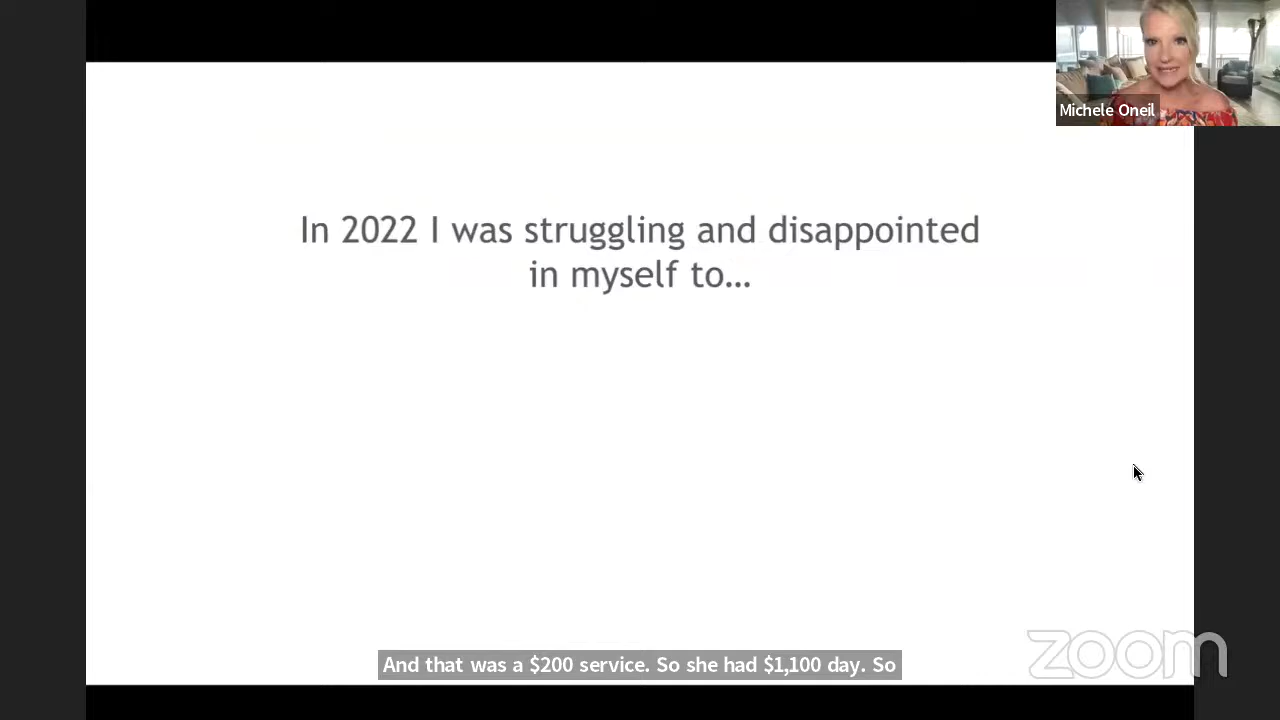 Michele Oneil
In 2022 I was struggling and disappointed
in myself to…
And that was a $200 service. So she had $1,100 day. So
zoom